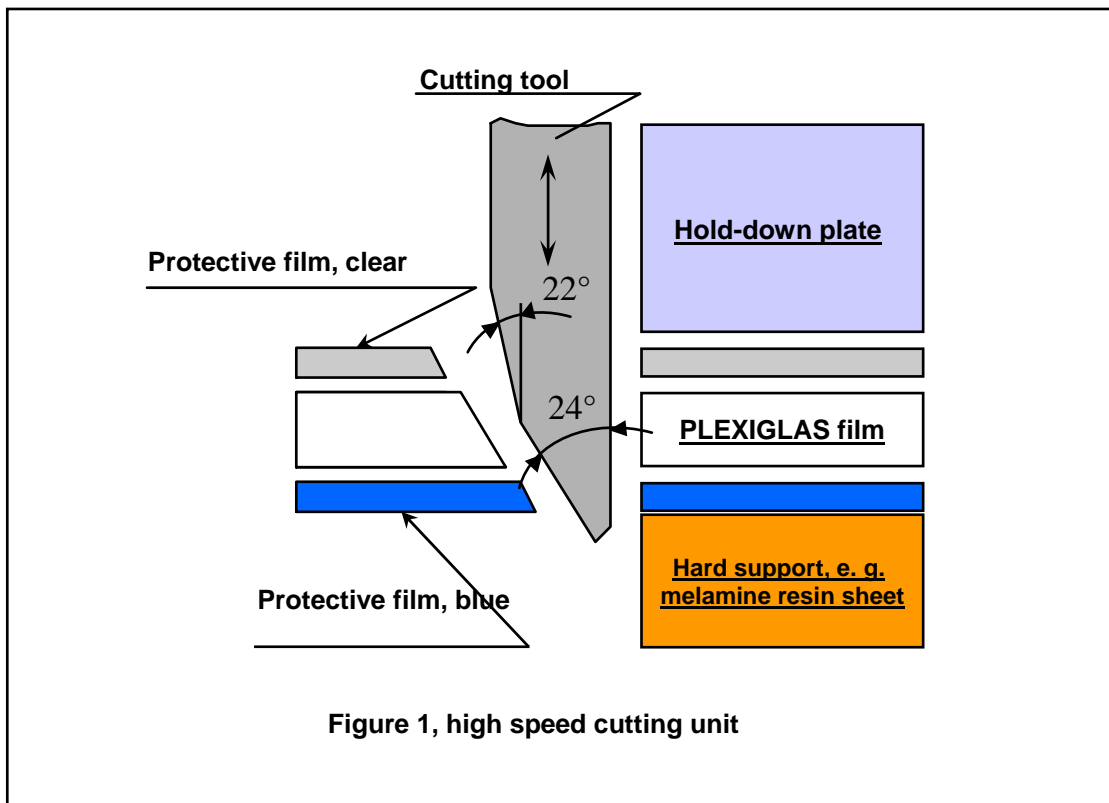 Cutting tool
Hold-down plate
Protective film, clear
22°
24°
PLEXIGLAS film
Hard support, e. g.
melamine resin sheet
Protective film, blue
Figure 1, high speed cutting unit